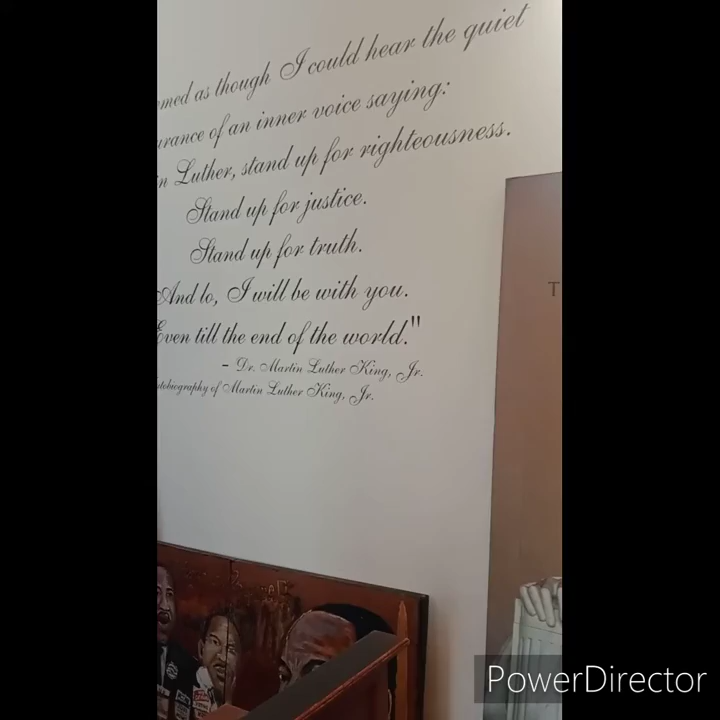 emed as though I could hear the quiet
urance of an inner voice saying:
n Luther, stand up for righteousness.
Stand up for justice.
Stand up for truth.
And lo, I will be with you.
Even till the end of the world."
- Dr. Martin Luther King, Jr.
tobiography of Martin Luther King, Jr.
T
PowerDirector